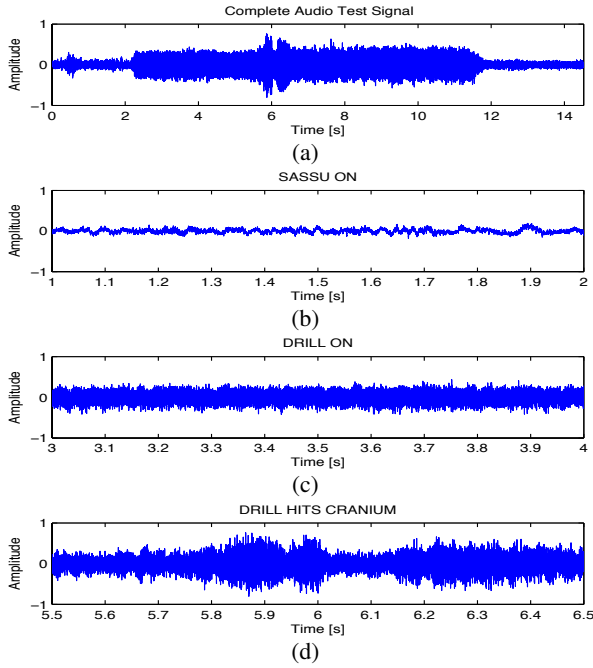 Complete Audio Test Signal
Amplitude
1
0
−1
0 2 4 6 8 10 12 14
Time [s]
(a)
SASSU ON
Amplitude
1
0
−1
1 1.1 1.2 1.3 1.4 1.5 1.6 1.7 1.8 1.9 2
Time [s]
(b)
DRILL ON
Amplitude
1
0
−1
3 3.1 3.2 3.3 3.4 3.5 3.6 3.7 3.8 3.9 4
Time [s]
(c)
DRILL HITS CRANIUM
Amplitude
1
0
−1
5.5 5.6 5.7 5.8 5.9 6 6.1 6.2 6.3 6.4 6.5
Time [s]
(d)